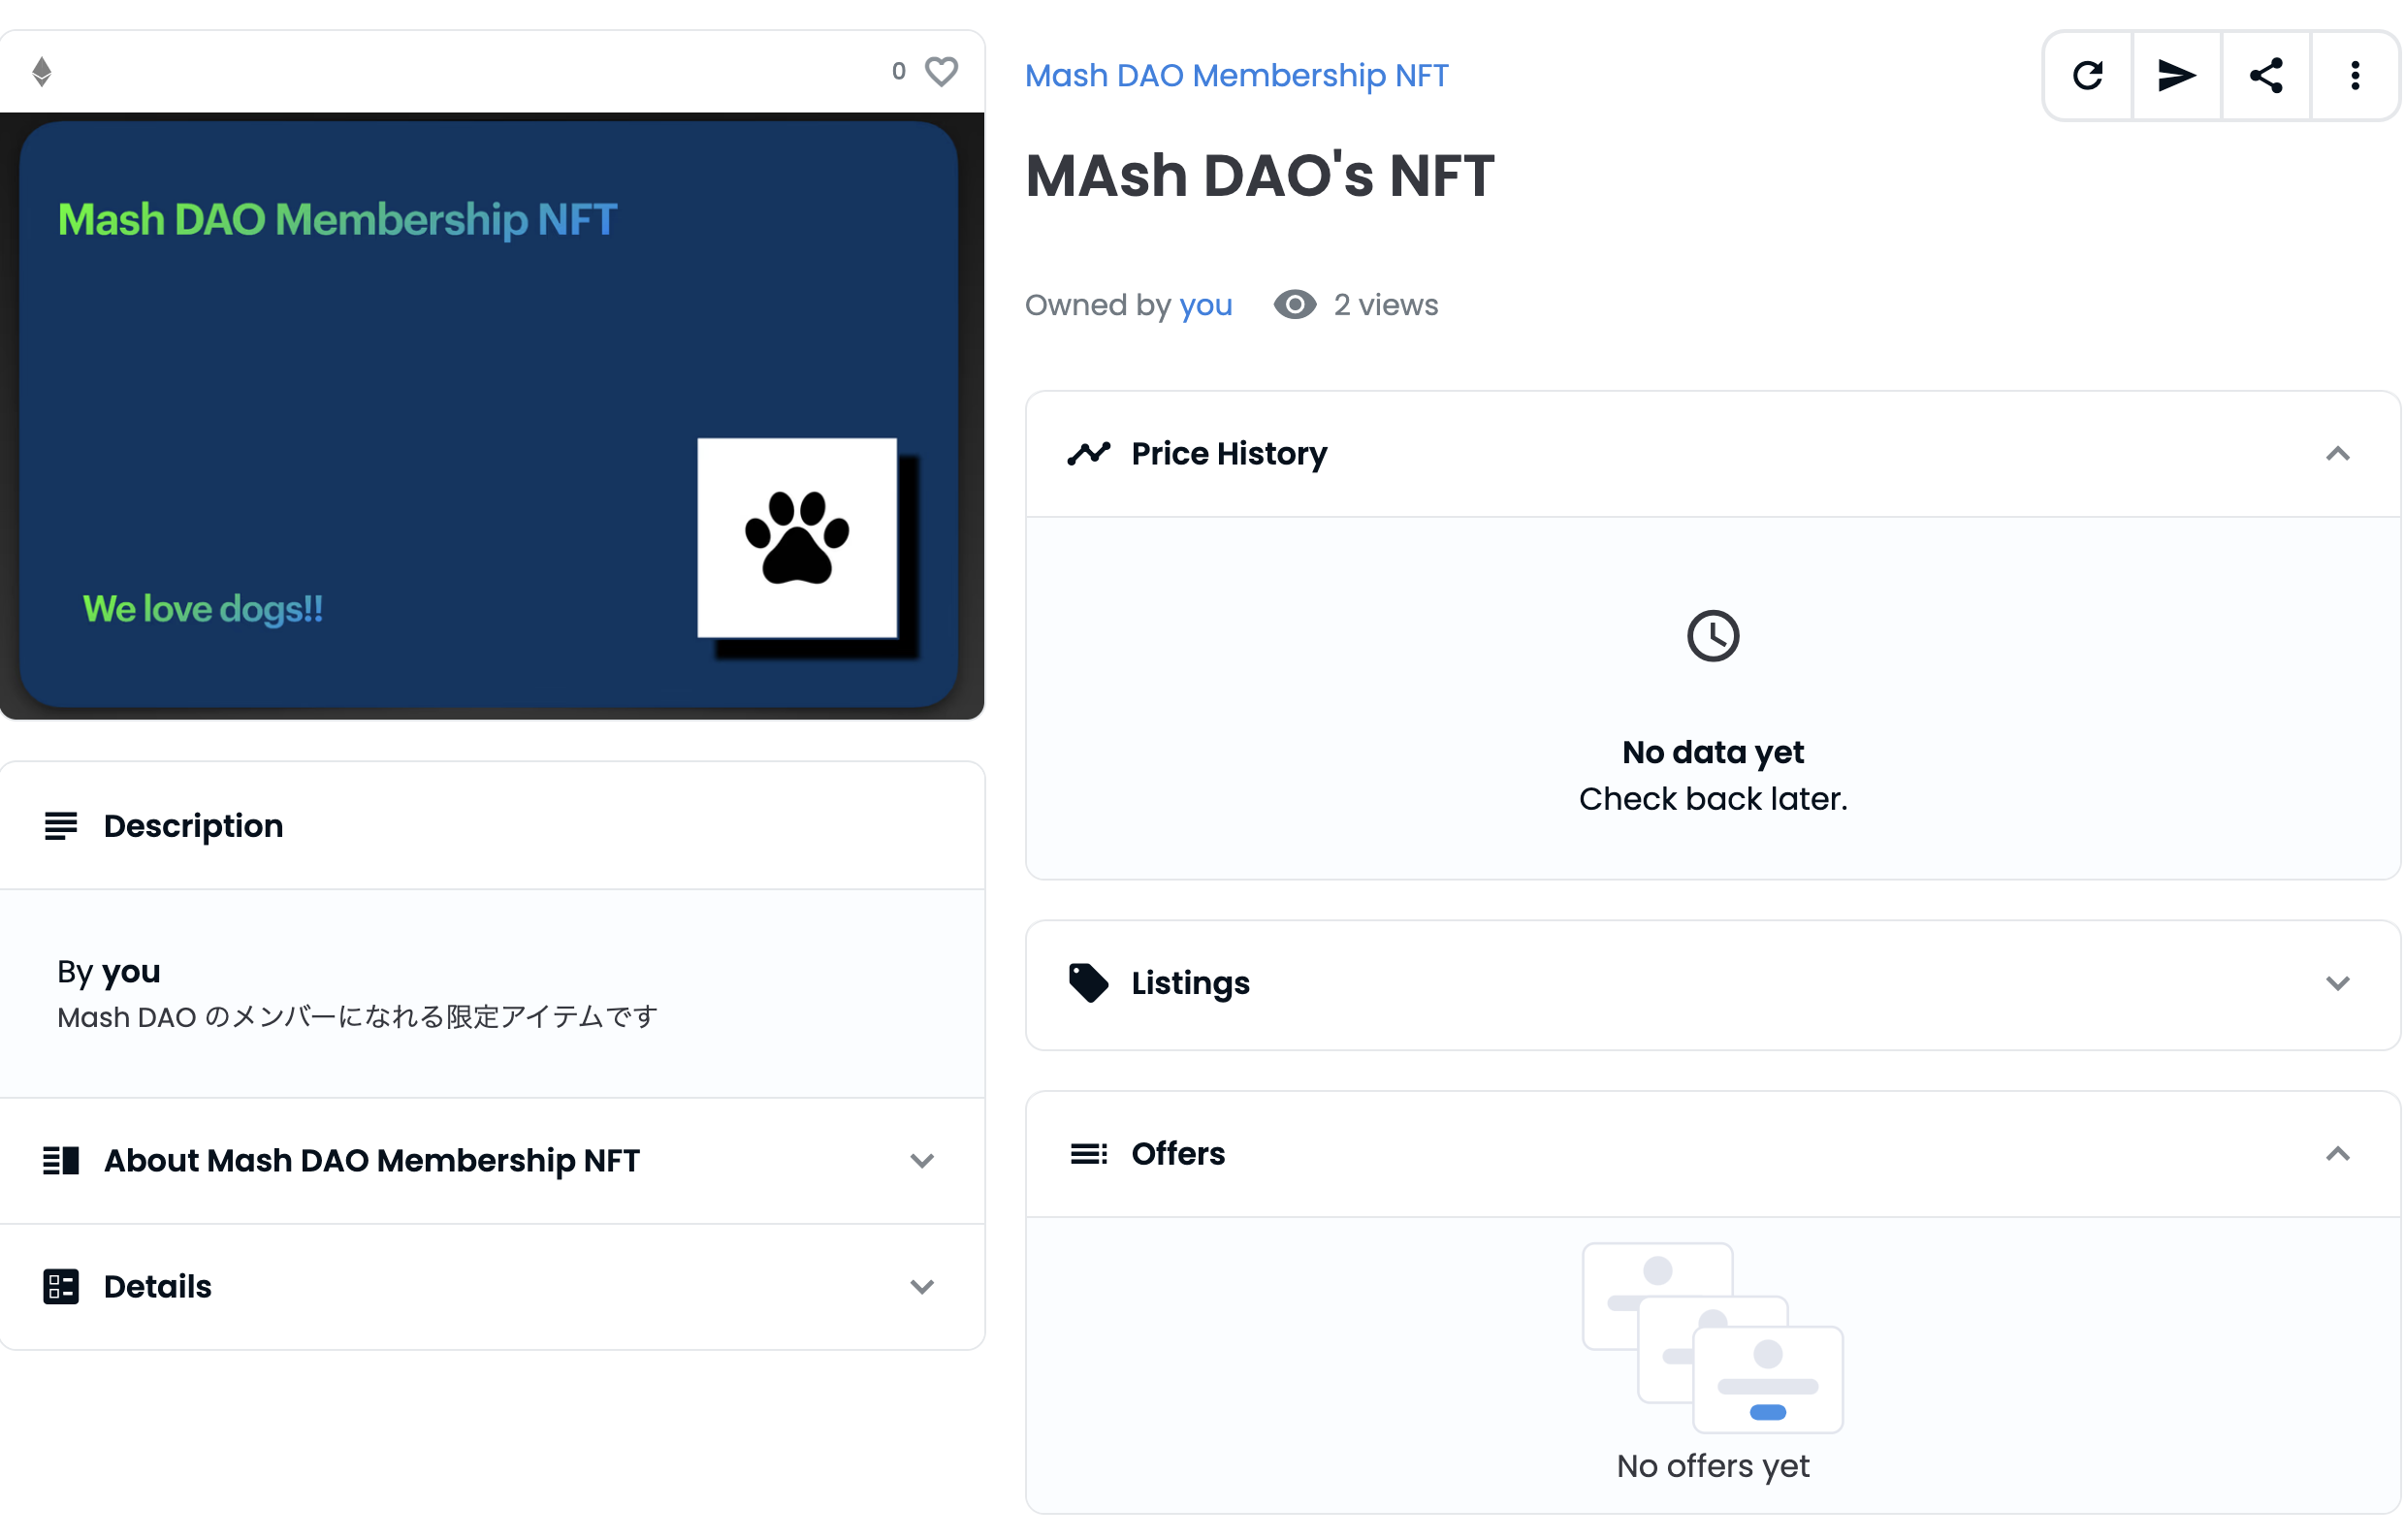 0
Mash DAO Membership NFT
We love dogs!!
Description
By you
Mash DAO のメンバーになれる限定アイテムです
About Mash DAO Membership NFT
Details
Mash DAO Membership NFT
MAsh DAO's NFT
Owned by you
2 views
Price History
No data yet
Check back later.
Listings
Offers
No offers yet